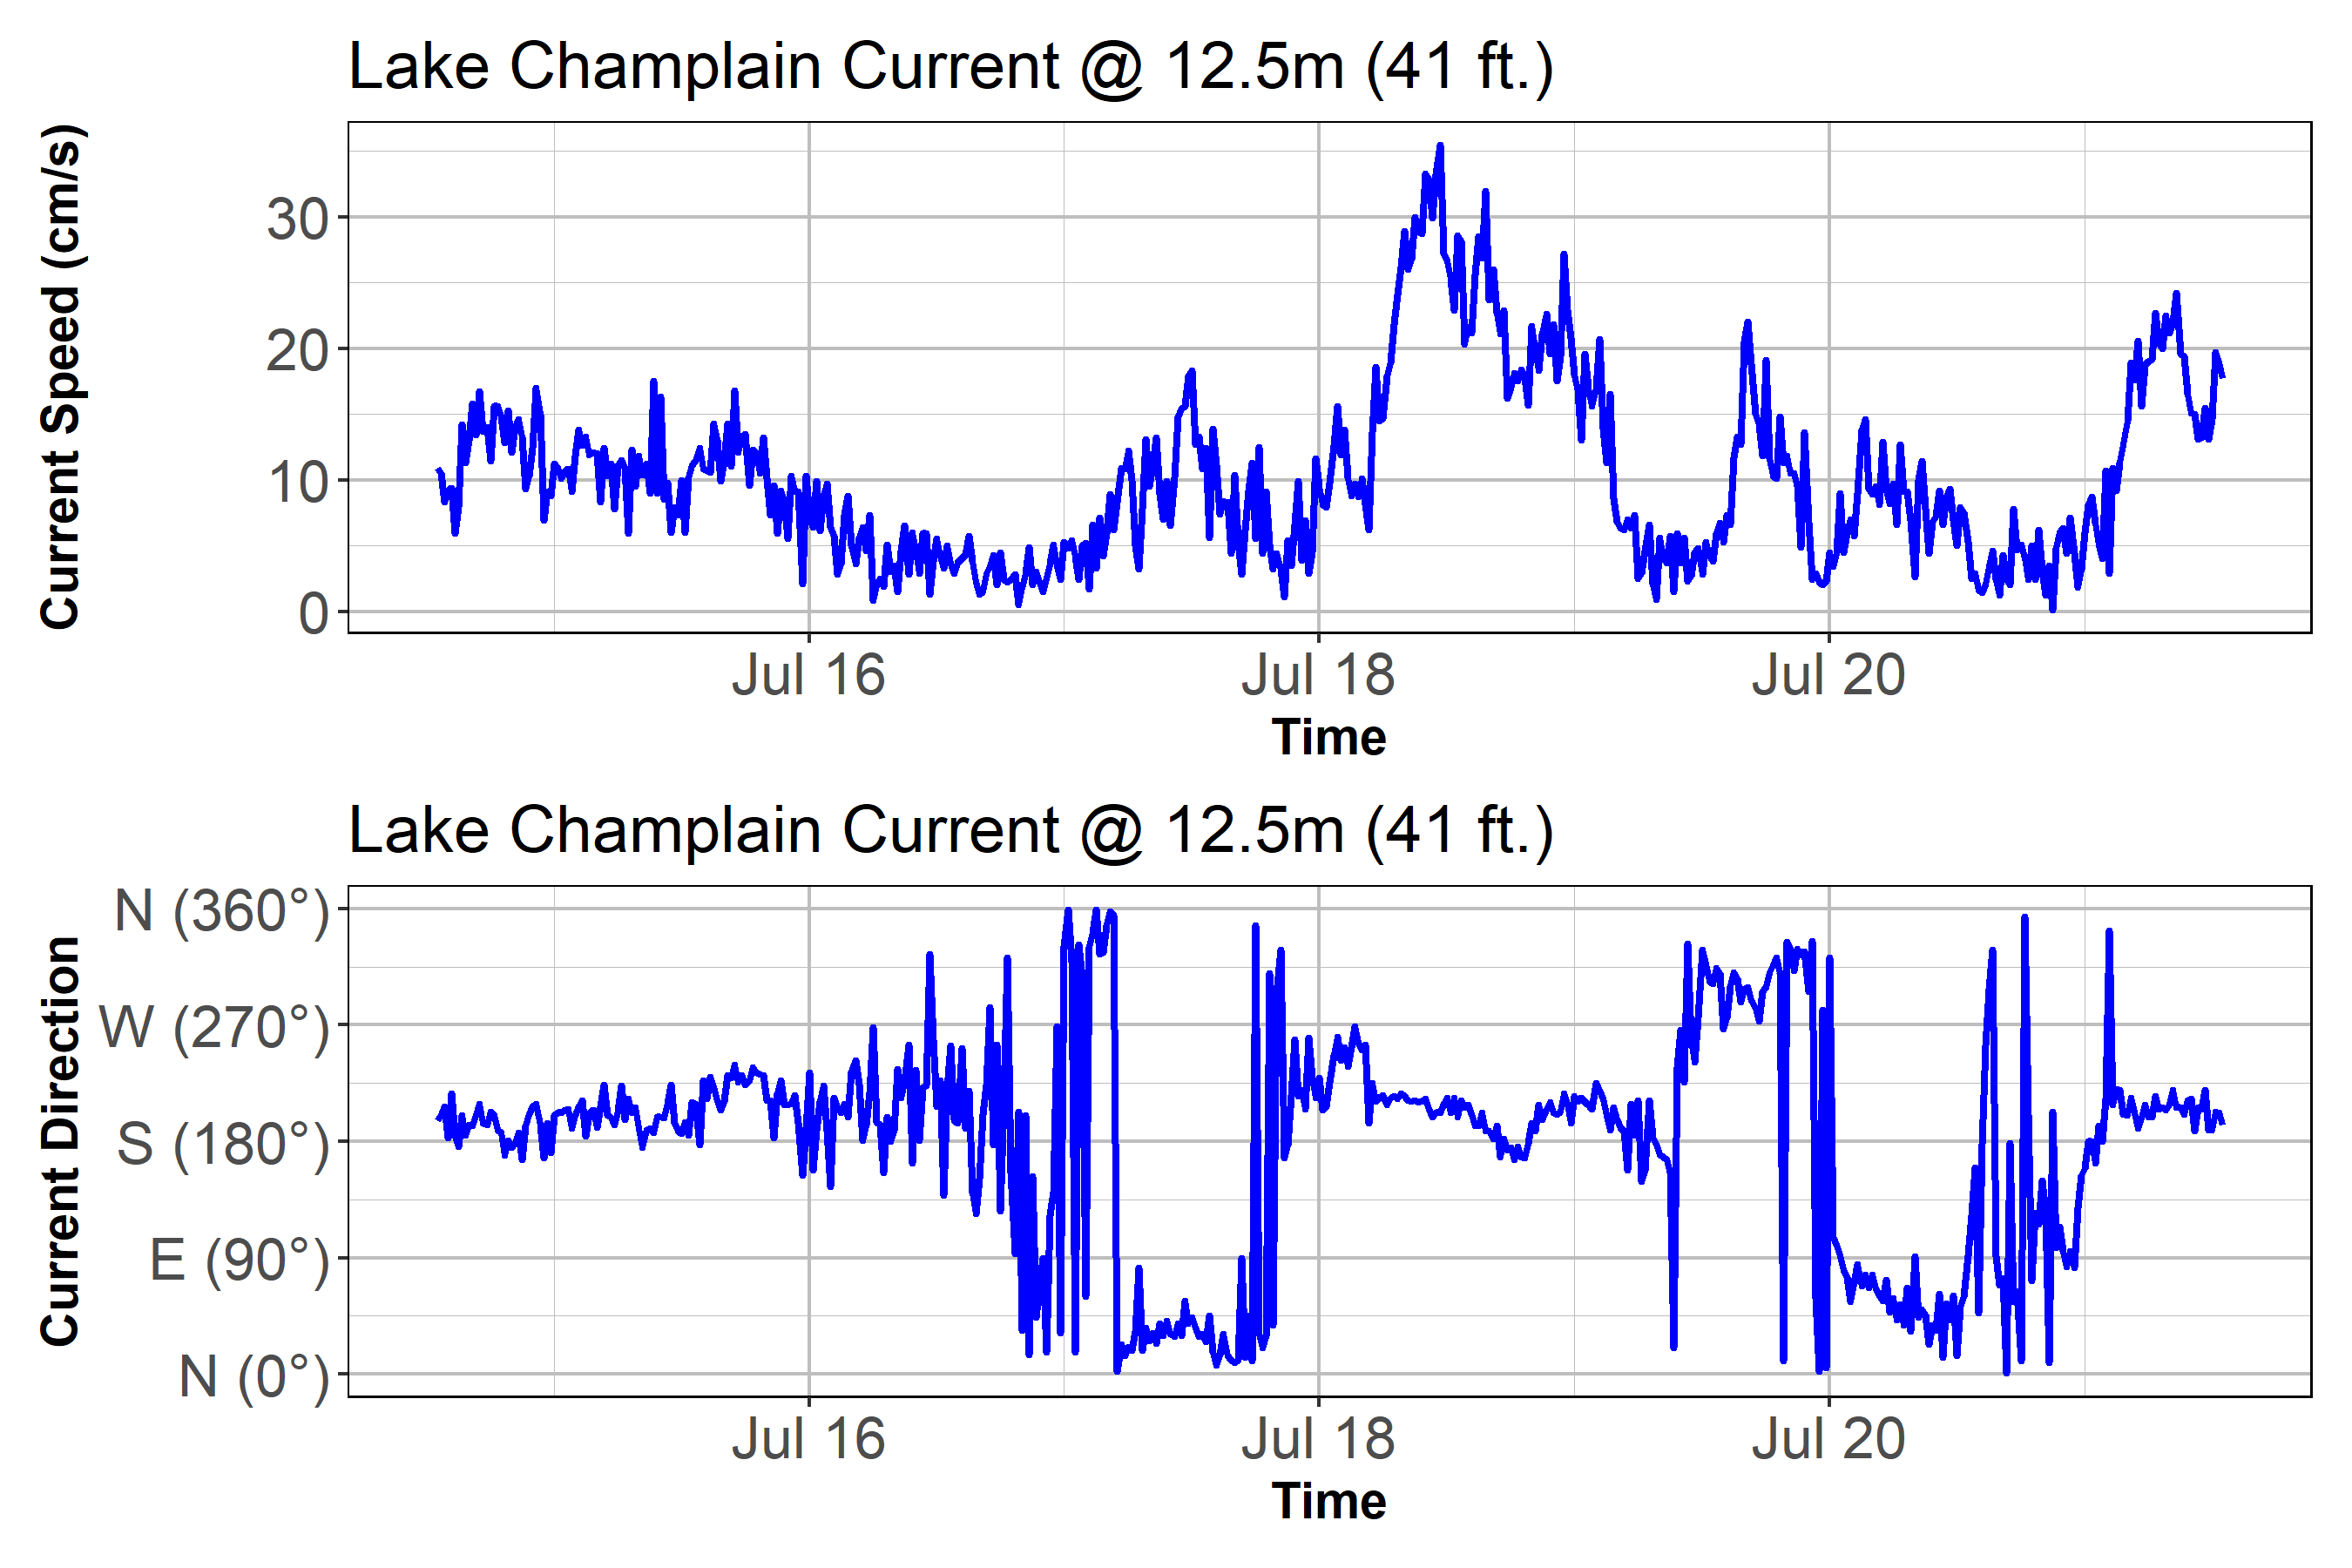 Lake Champlain Current @ 12.5m (41 ft.)
Current Speed (cm/s)
30
20
10
0
Jul 16
Jul 18
Jul 20
Time
Lake Champlain Current @ 12.5m (41 ft.)
Current Direction
N (360°)
W (270°)
S (180°)
E (90°)
N (0°)
Jul 16
Jul 18
Jul 20
Time